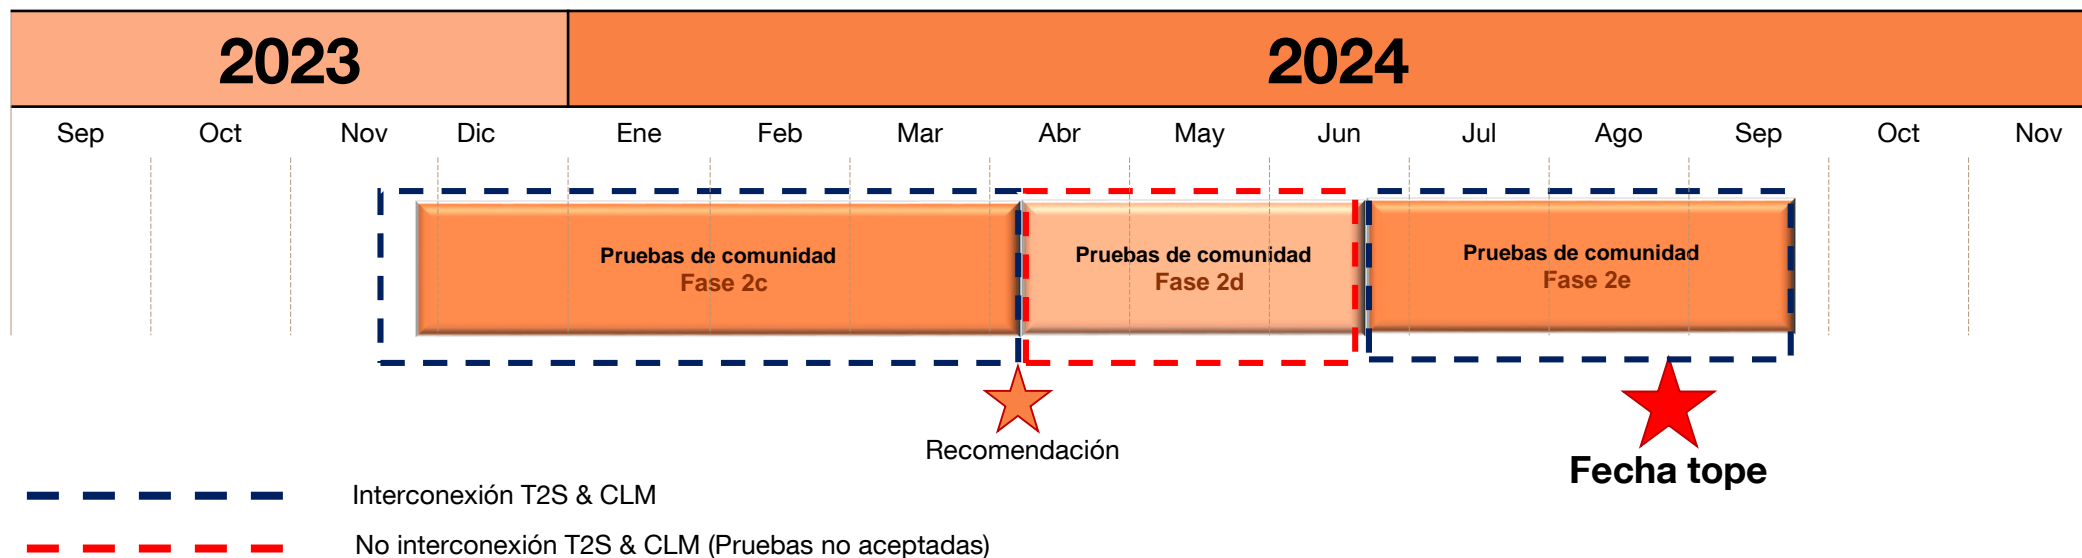 2023
2024
Sep
Oct
Nov
Dic
Ene
Feb
Mar
Abr
May
Jun
Jul
Ago
Sep
Oct
Nov
Pruebas de comunidad
Fase 2c
Pruebas de comunidad
Fase 2d
Pruebas de comunidad
Fase 2e
Recomendación
Fecha tope
Interconexión T2S & CLM
No interconexión T2S & CLM (Pruebas no aceptadas)